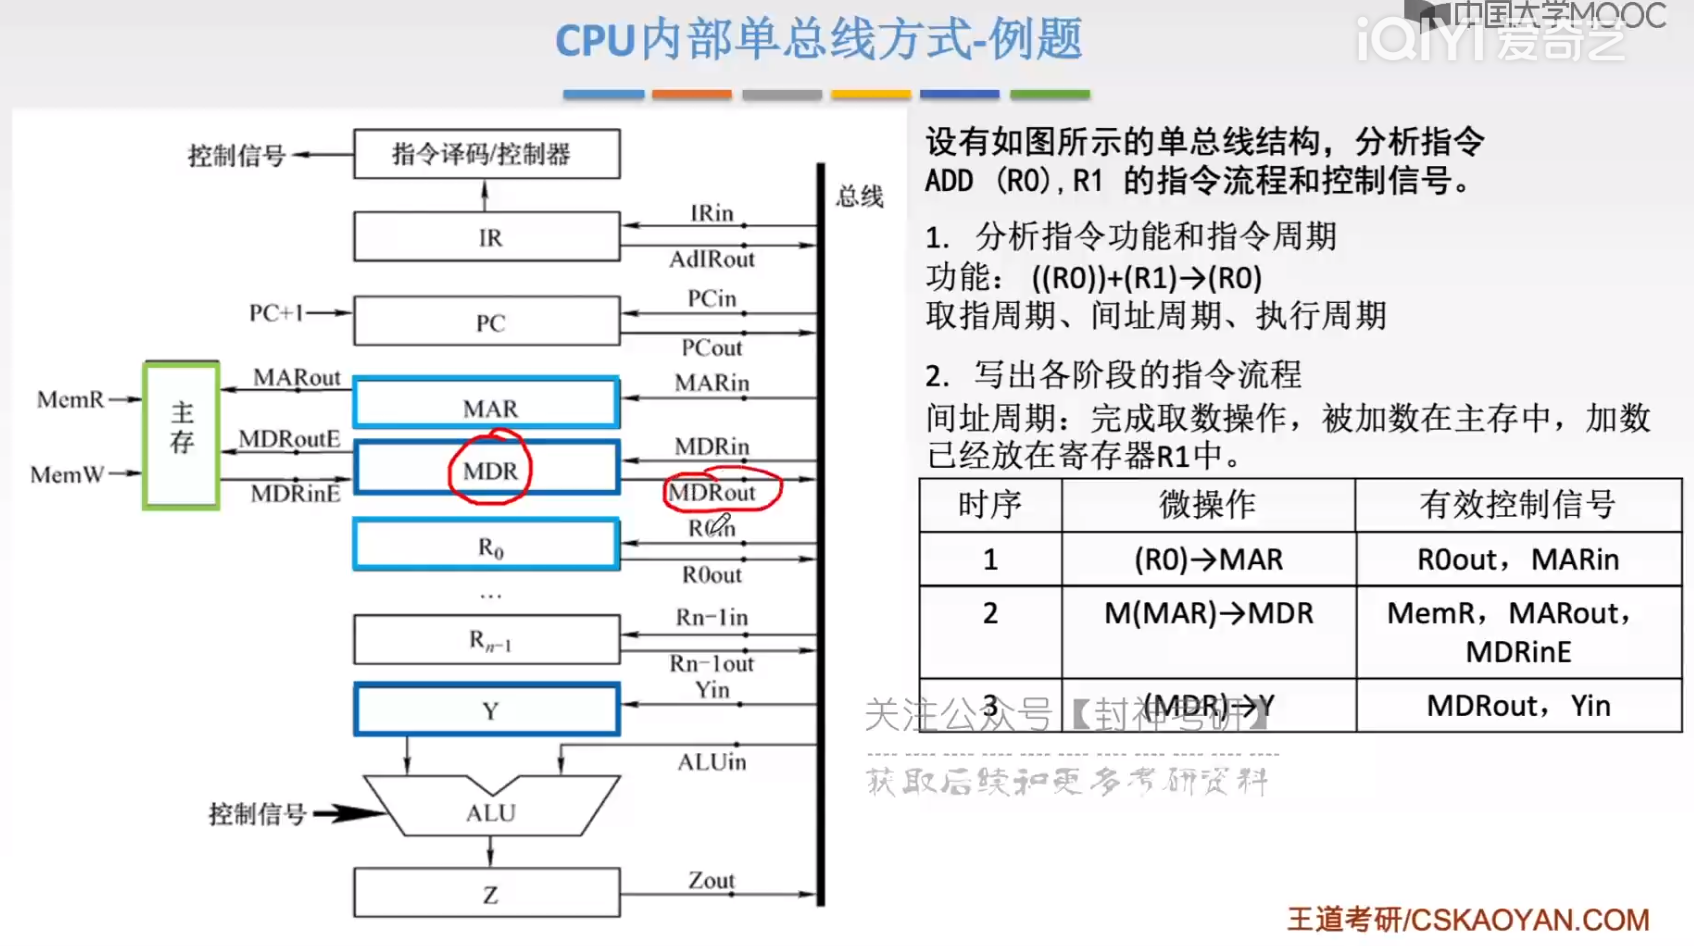 中国大学MOOC
iQIYI 爱奇艺
CPU内部单总线方式-例题
控制信号
指令译码/控制器
总线
IRin
IR
AdIRout
PCin
PC+1
PC
PCout
MARout
MARin
MemR
主存
MAR
MDRoutE
MDRin
MemW
MDR
MDRinE
MDRout
R0in
R0
R0out
...
Rn-1in
Rn-1
Rn-1out
Yin
Y
ALUin
控制信号
ALU
Zout
Z
设有如图所示的单总线结构，分析指令
ADD (R0),R1 的指令流程和控制信号。
1. 分析指令功能和指令周期
功能： ((R0))+(R1)→(R0)
取指周期、间址周期、执行周期
2. 写出各阶段的指令流程
间址周期：完成取数操作，被加数在主存中，加数
已经放在寄存器R1中。
时序 微操作 有效控制信号
1 (R0)→MAR R0out，MARin
2 M(MAR)→MDR MemR，MARout，
MDRinE
3 (MDR)→Y MDRout，Yin
关注公众号【封神考研】
获取后续和更多考研资料
王道考研/CSKAOYAN.COM